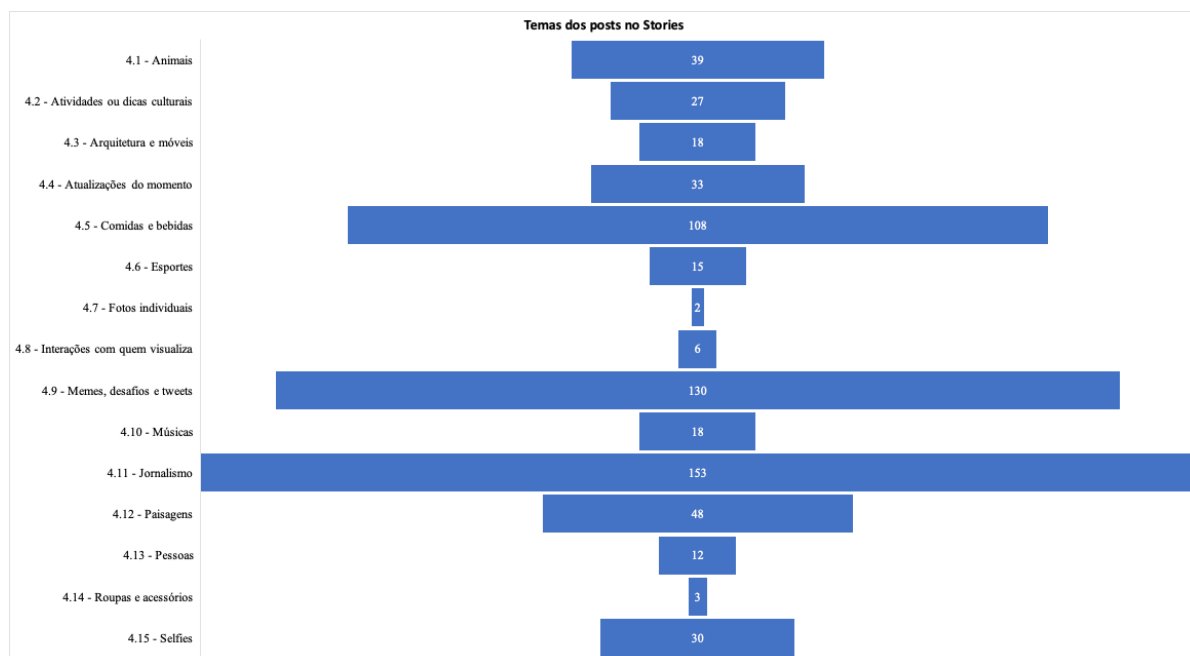 Temas dos posts no Stories
4.1 - Animais 39
4.2 - Atividades ou dicas culturais 27
4.3 - Arquitetura e móveis 18
4.4 - Atualizações do momento 33
4.5 - Comidas e bebidas 108
4.6 - Esportes 15
4.7 - Fotos individuais 2
4.8 - Interações com quem visualiza 6
4.9 - Memes, desafios e tweets 130
4.10 - Músicas 18
4.11 - Jornalismo 153
4.12 - Paisagens 48
4.13 - Pessoas 12
4.14 - Roupas e acessórios 3
4.15 - Selfies 30